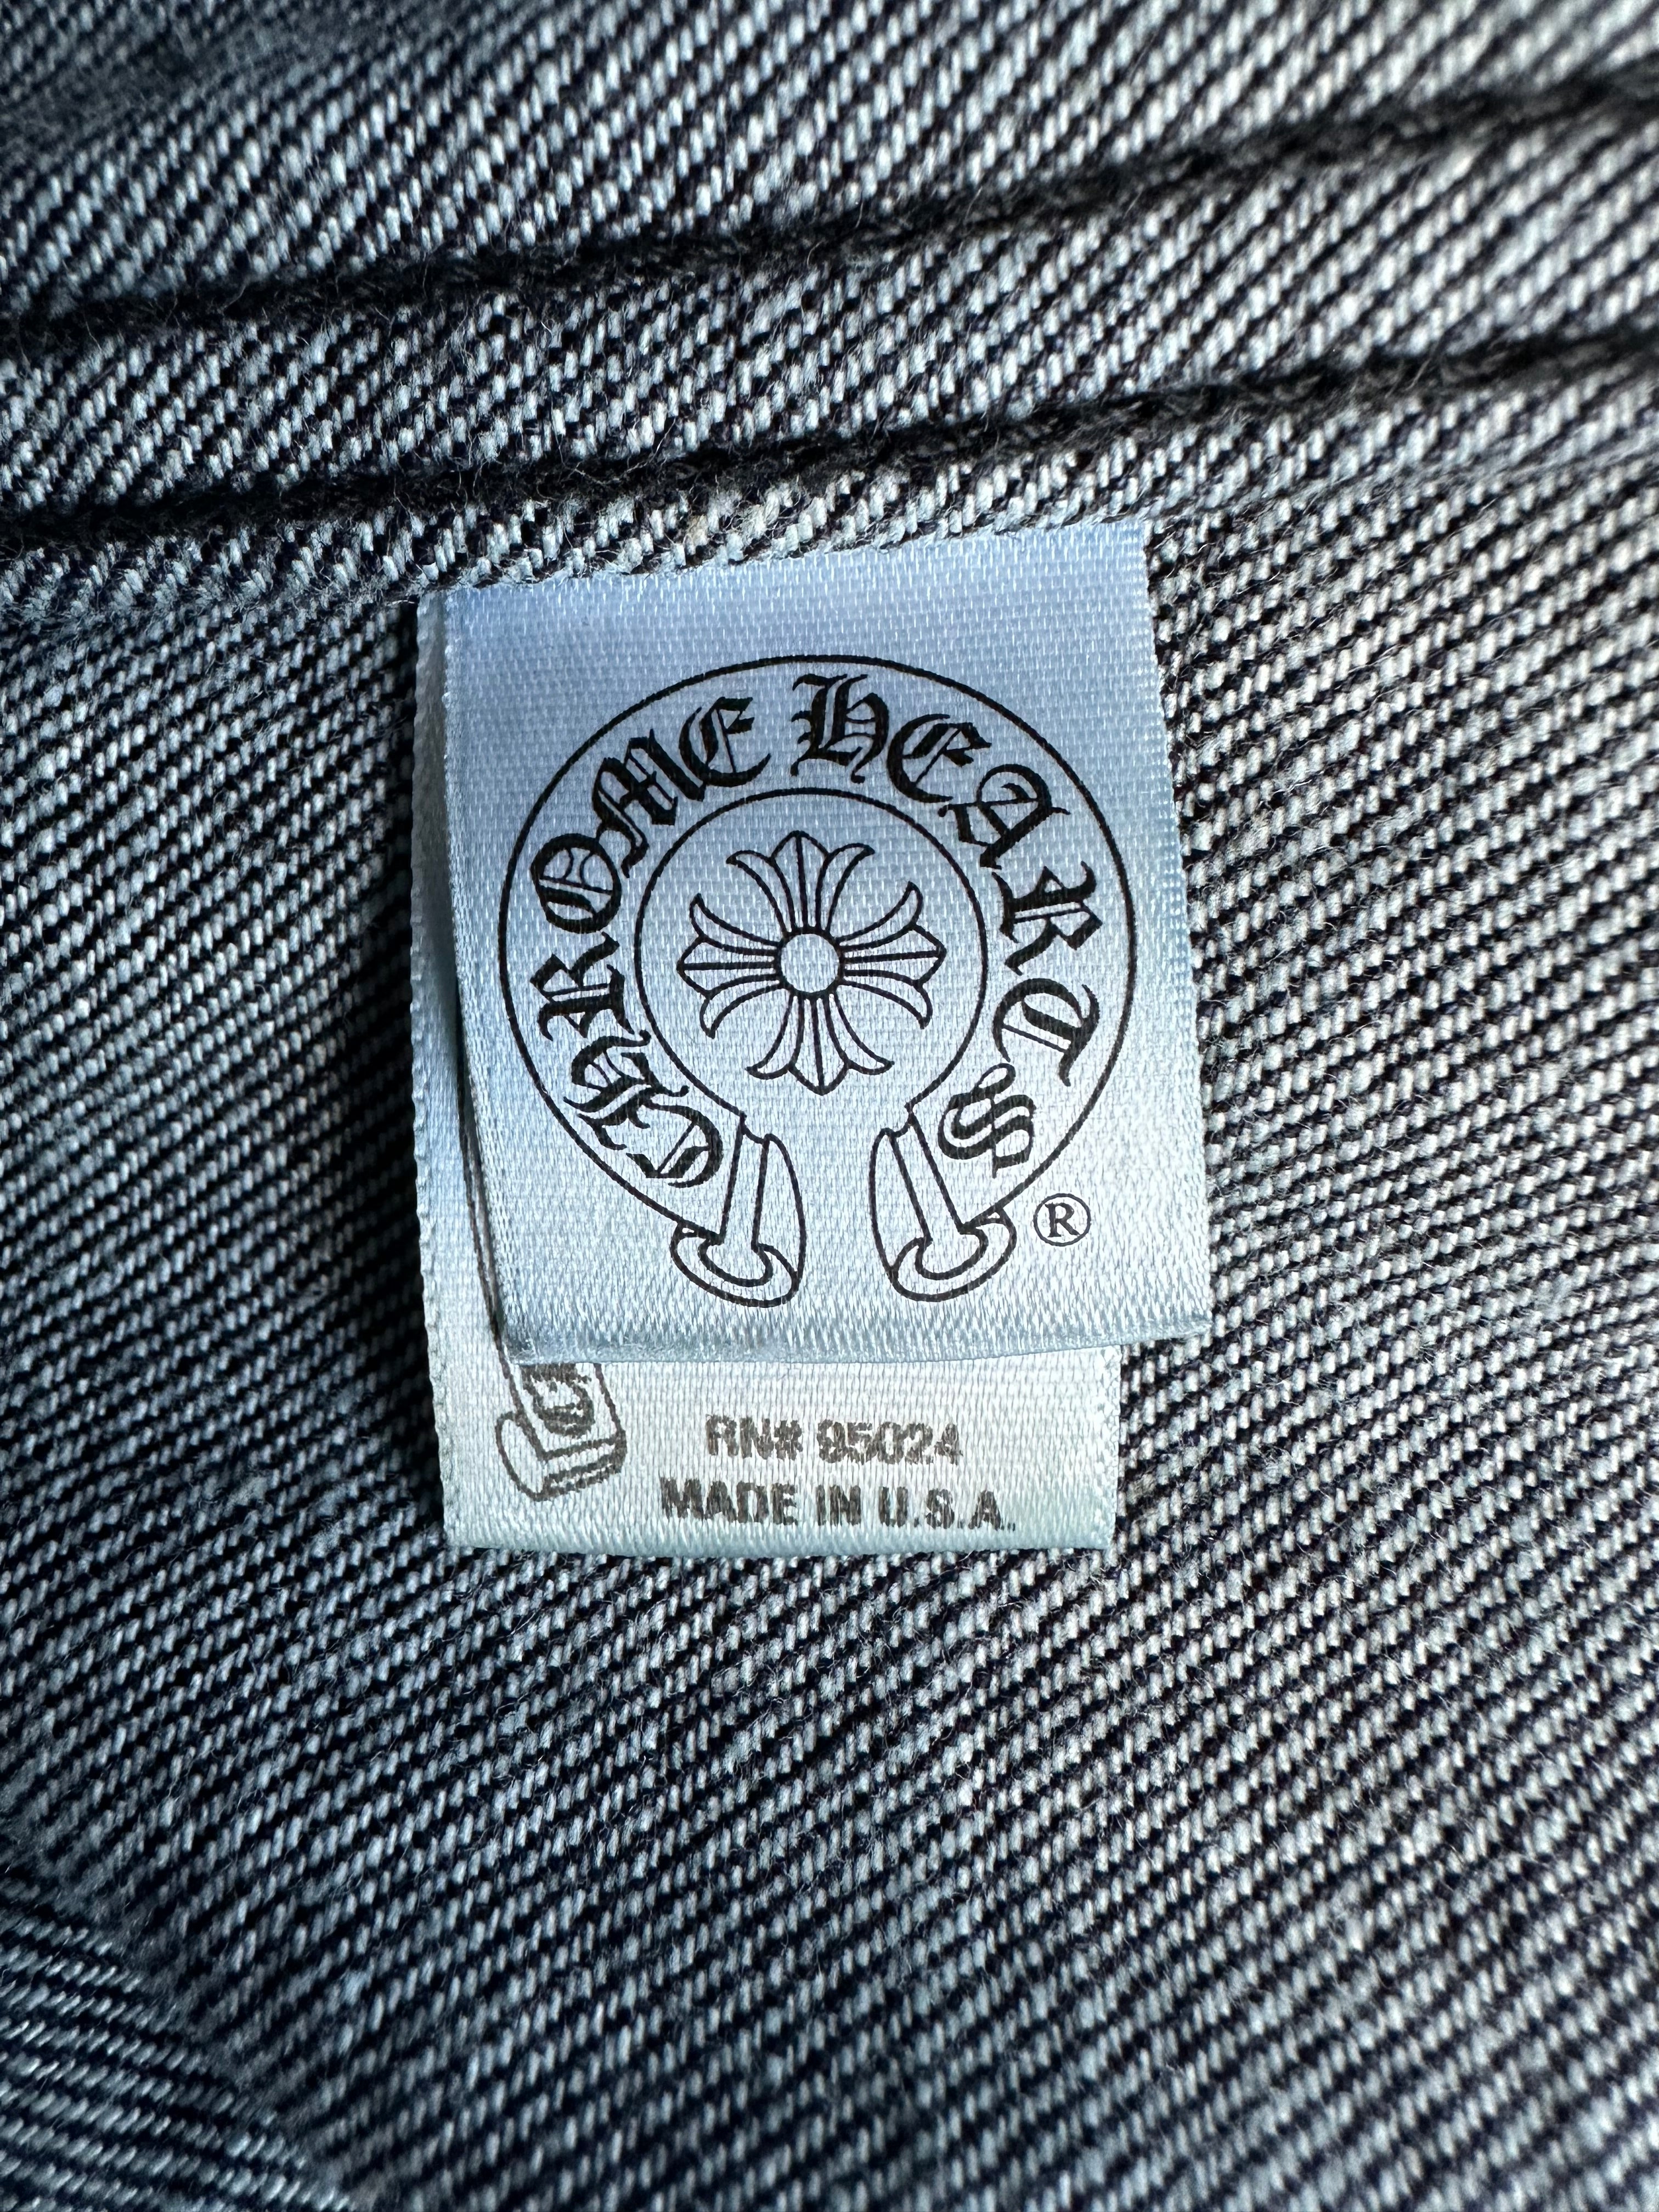 CHROME HEARTS
®
RN# 95024
MADE IN U.S.A.